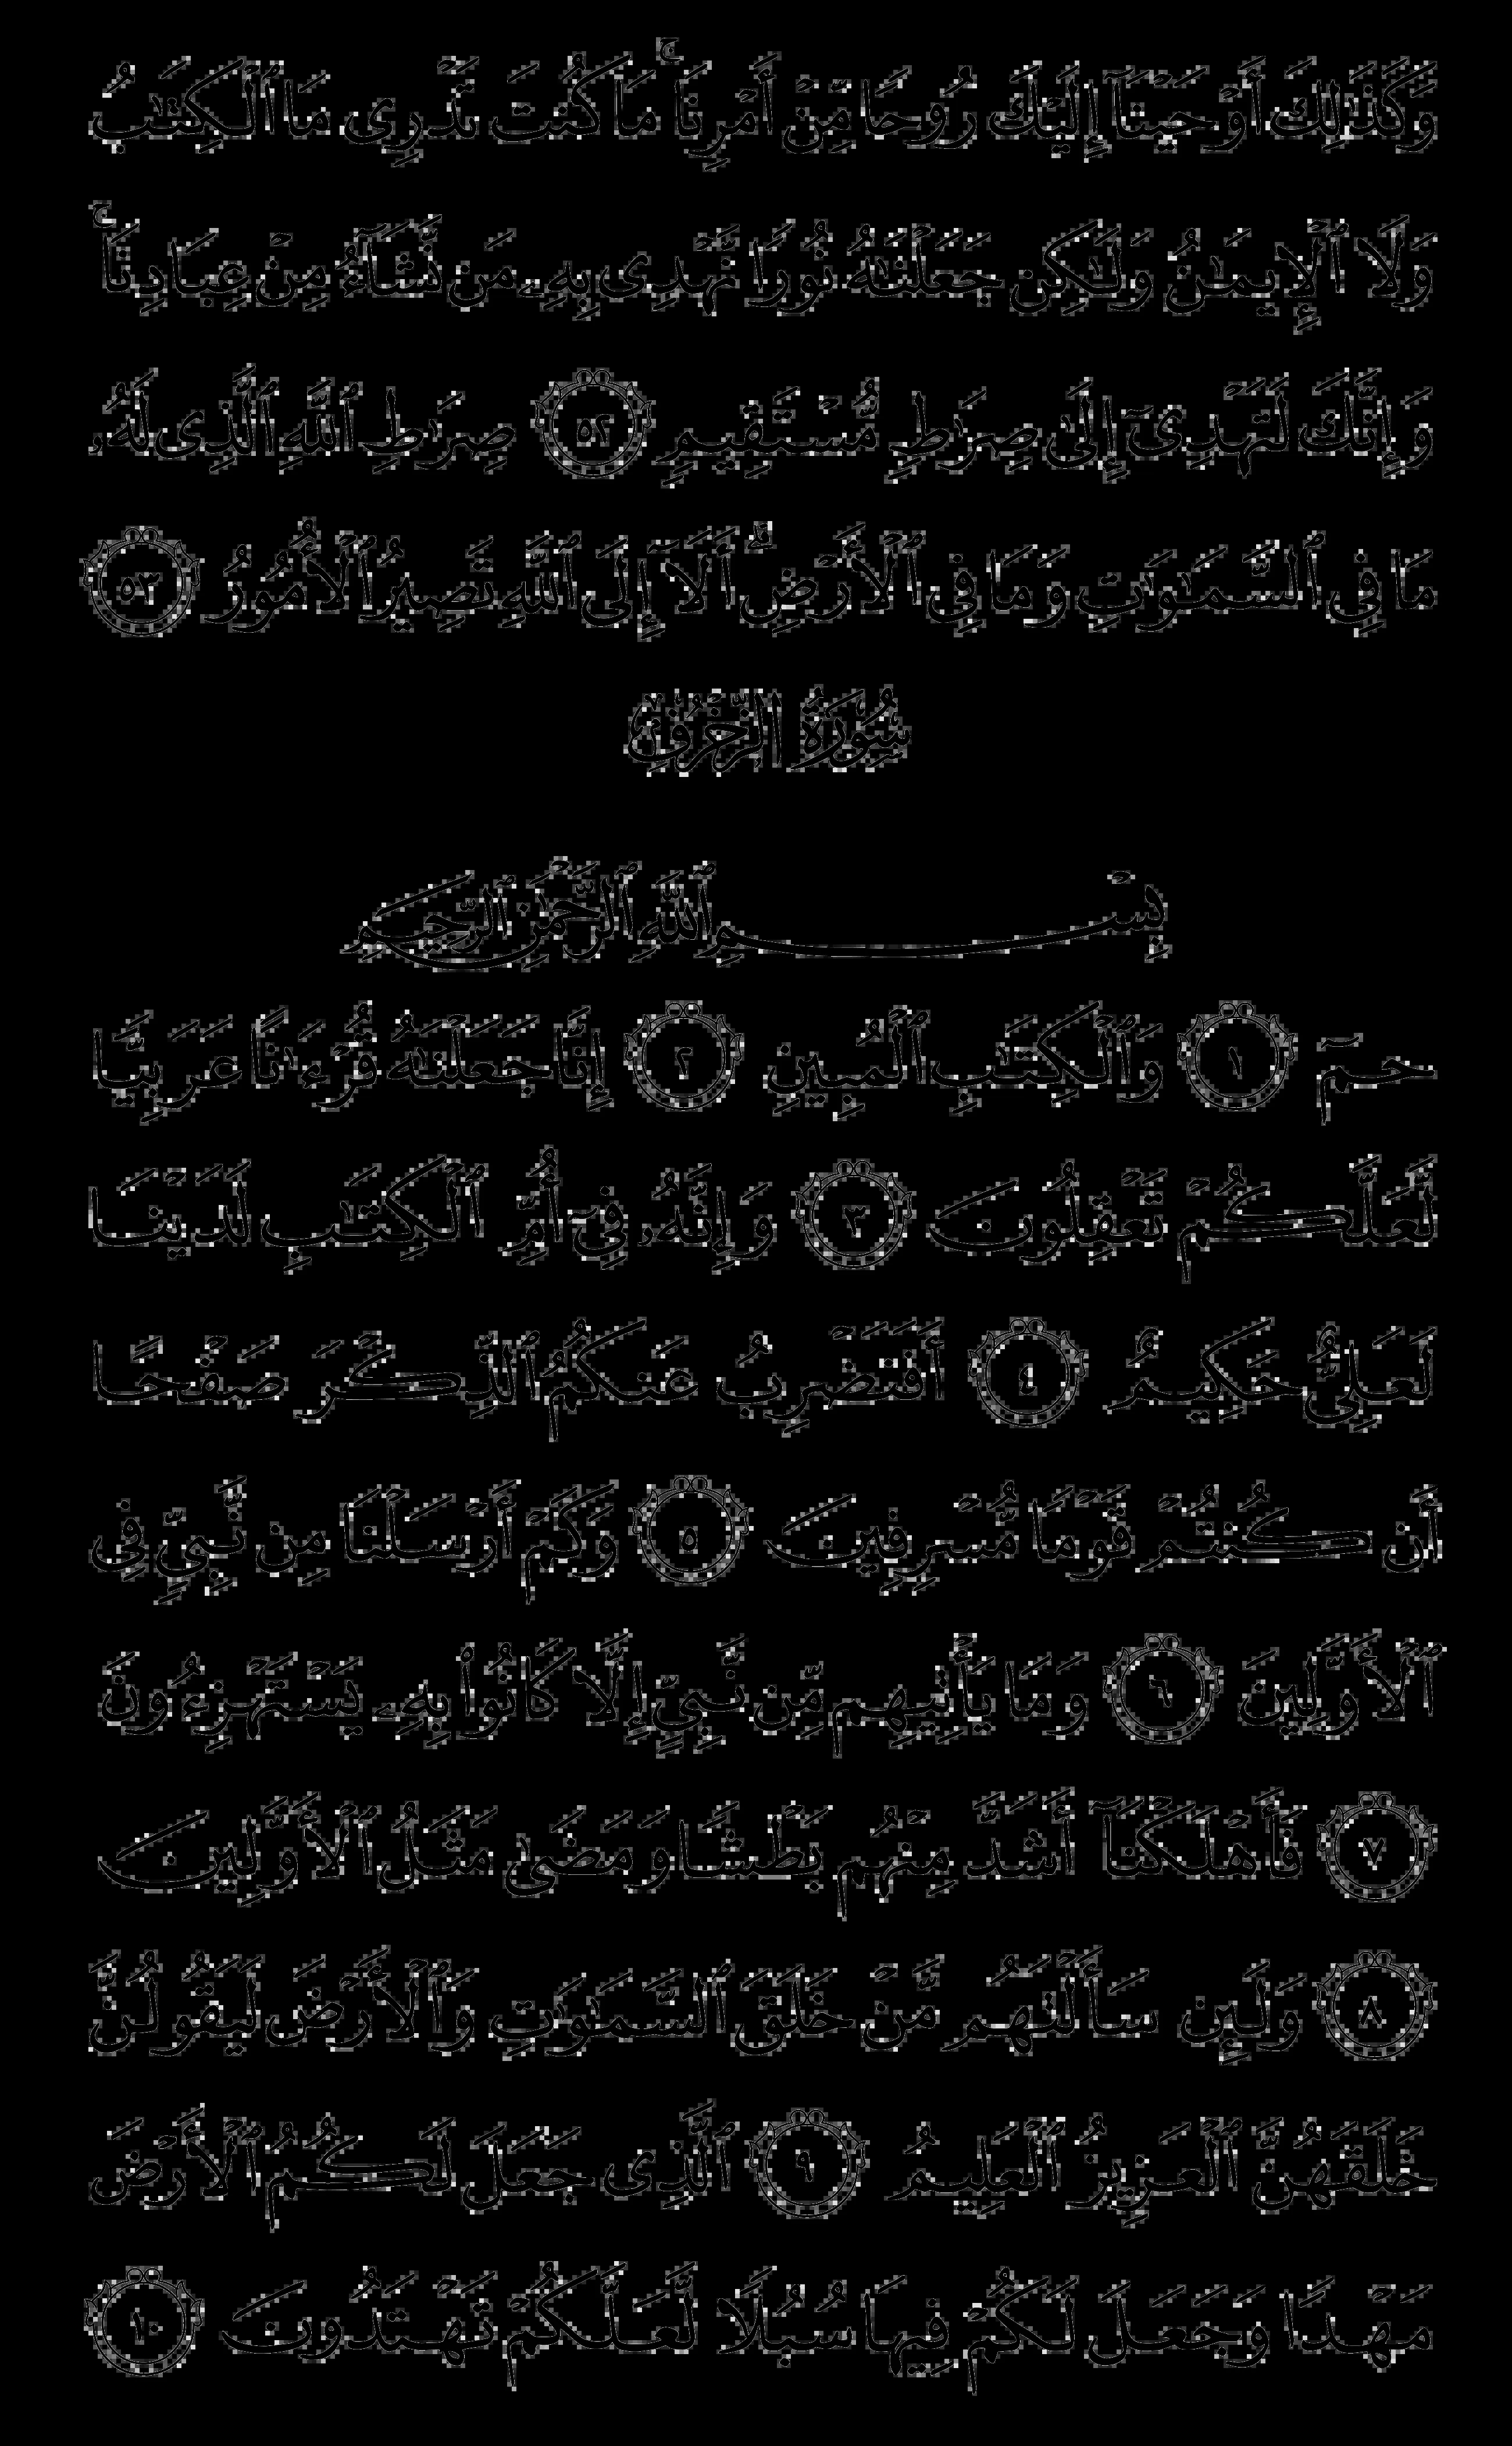 وَكَذَٰلِكَ أَوْحَيْنَآ إِلَيْكَ رُوحًا مِّنْ أَمْرِنَا ۚ مَا كُنتَ تَدْرِى مَا ٱلْكِتَٰبُ
وَلَا ٱلْإِيمَٰنُ وَلَٰكِن جَعَلْنَٰهُ نُورًا نَّهْدِى بِهِۦ مَن نَّشَآءُ مِنْ عِبَادِنَا ۚ
وَإِنَّكَ لَتَهْدِىٓ إِلَىٰ صِرَٰطٍ مُّسْتَقِيمٍ ٥٢ صِرَٰطِ ٱللَّهِ ٱلَّذِى لَهُۥ
مَا فِى ٱلسَّمَٰوَٰتِ وَمَا فِى ٱلْأَرْضِ ۗ أَلَآ إِلَى ٱللَّهِ تَصِيرُ ٱلْأُمُورُ ٥٣
سُورَةُ الزُّخْرُفِ
بِسْمِ ٱللَّهِ ٱلرَّحْمَٰنِ ٱلرَّحِيمِ
حمٓ ١ وَٱلْكِتَٰبِ ٱلْمُبِينِ ٢ إِنَّا جَعَلْنَٰهُ قُرْءَٰنًا عَرَبِيًّا
لَّعَلَّكُمْ تَعْقِلُونَ ٣ وَإِنَّهُۥ فِىٓ أُمِّ ٱلْكِتَٰبِ لَدَيْنَا
لَعَلِىٌّ حَكِيمٌ ٤ أَفَنَضْرِبُ عَنكُمُ ٱلذِّكْرَ صَفْحًا
أَن كُنتُمْ قَوْمًا مُّسْرِفِينَ ٥ وَكَمْ أَرْسَلْنَا مِن نَّبِىٍّ فِى
ٱلْأَوَّلِينَ ٦ وَمَا يَأْتِيهِم مِّن نَّبِىٍّ إِلَّا كَانُوا۟ بِهِۦ يَسْتَهْزِءُونَ
٧ فَأَهْلَكْنَآ أَشَدَّ مِنْهُم بَطْشًا وَمَضَىٰ مَثَلُ ٱلْأَوَّلِينَ
٨ وَلَئِن سَأَلْتَهُم مَّنْ خَلَقَ ٱلسَّمَٰوَٰتِ وَٱلْأَرْضَ لَيَقُولُنَّ
خَلَقَهُنَّ ٱلْعَزِيزُ ٱلْعَلِيمُ ٩ ٱلَّذِى جَعَلَ لَكُمُ ٱلْأَرْضَ
مَهْدًا وَجَعَلَ لَكُمْ فِيهَا سُبُلًا لَّعَلَّكُمْ تَهْتَدُونَ ١٠